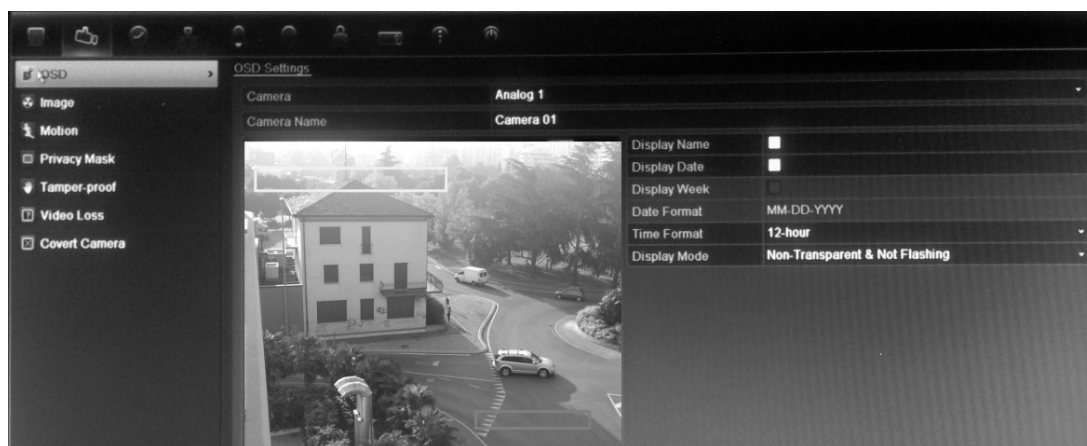 OSD
Image
Motion
Privacy Mask
Tamper-proof
Video Loss
Covert Camera
OSD Settings
Camera Analog 1
Camera Name Camera 01
Display Name
Display Date
Display Week
Date Format MM-DD-YYYY
Time Format 12-hour
Display Mode Non-Transparent & Not Flashing